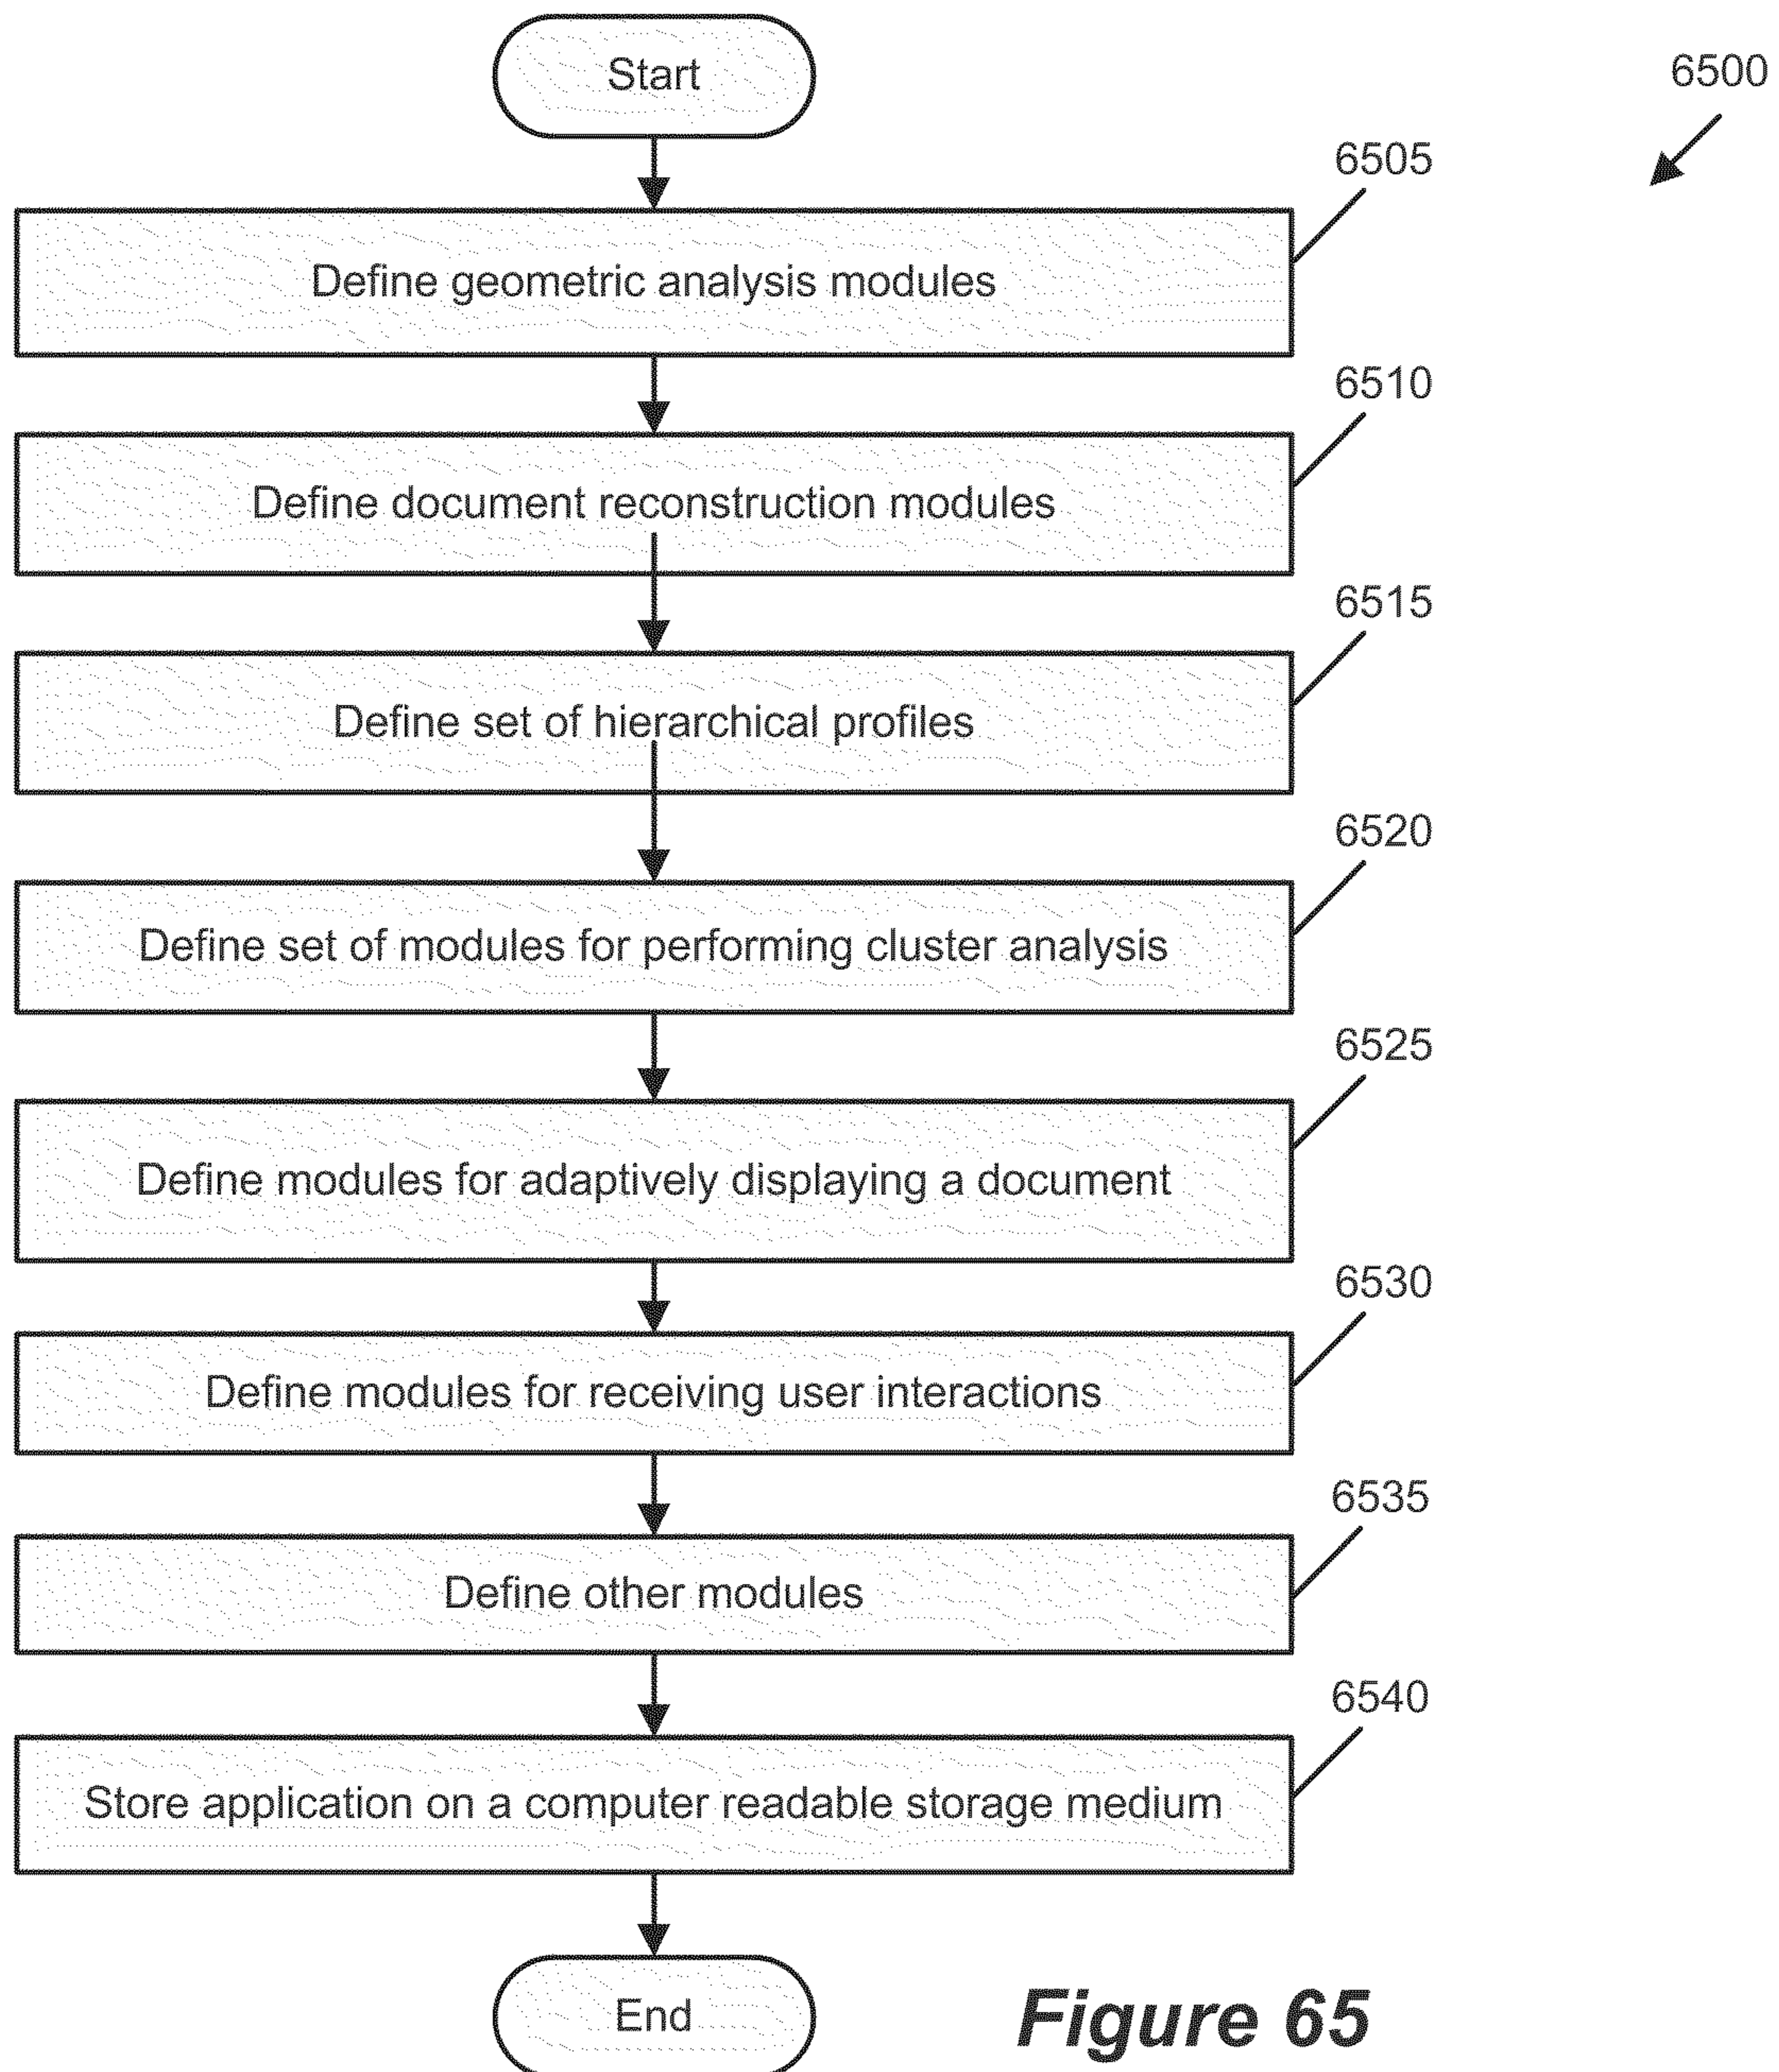 Start
6500
6505
Define geometric analysis modules
6510
Define document reconstruction modules
6515
Define set of hierarchical profiles
6520
Define set of modules for performing cluster analysis
6525
Define modules for adaptively displaying a document
6530
Define modules for receiving user interactions
6535
Define other modules
6540
Store application on a computer readable storage medium
End
Figure 65